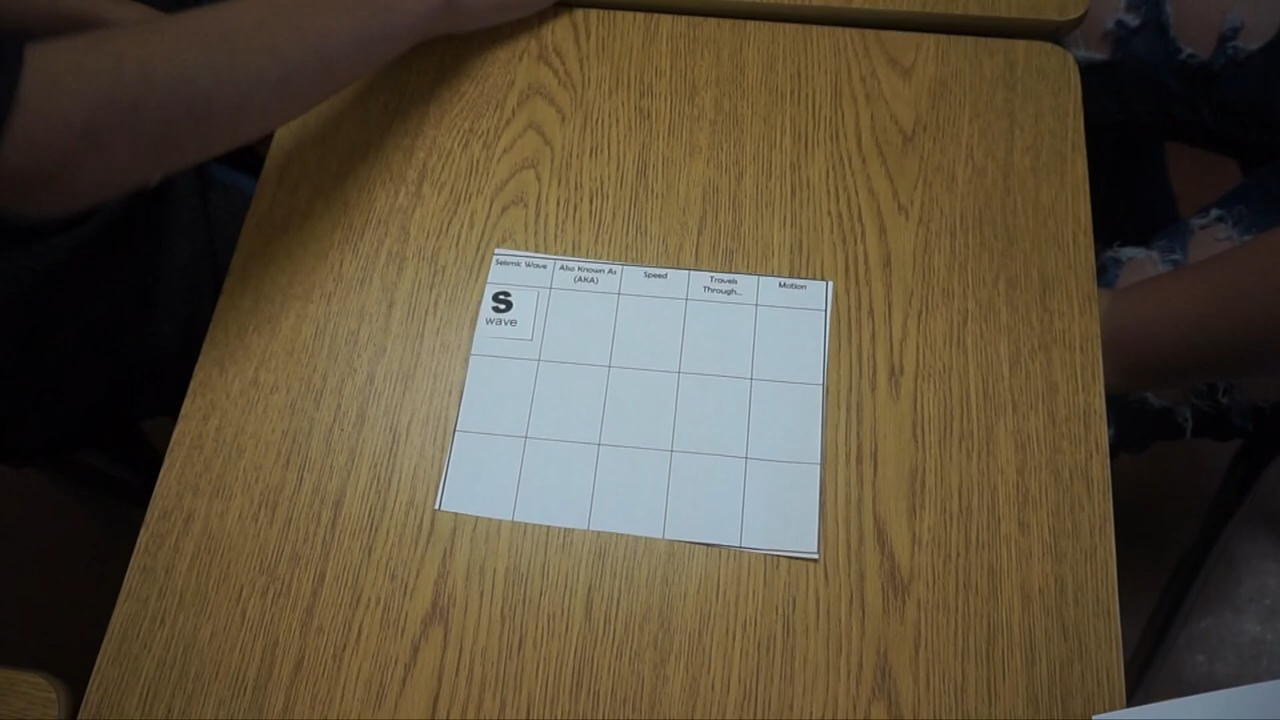 Seismic Wave
Also Known As
(AKA)
Speed
Travels
Through...
Motion
S
wave